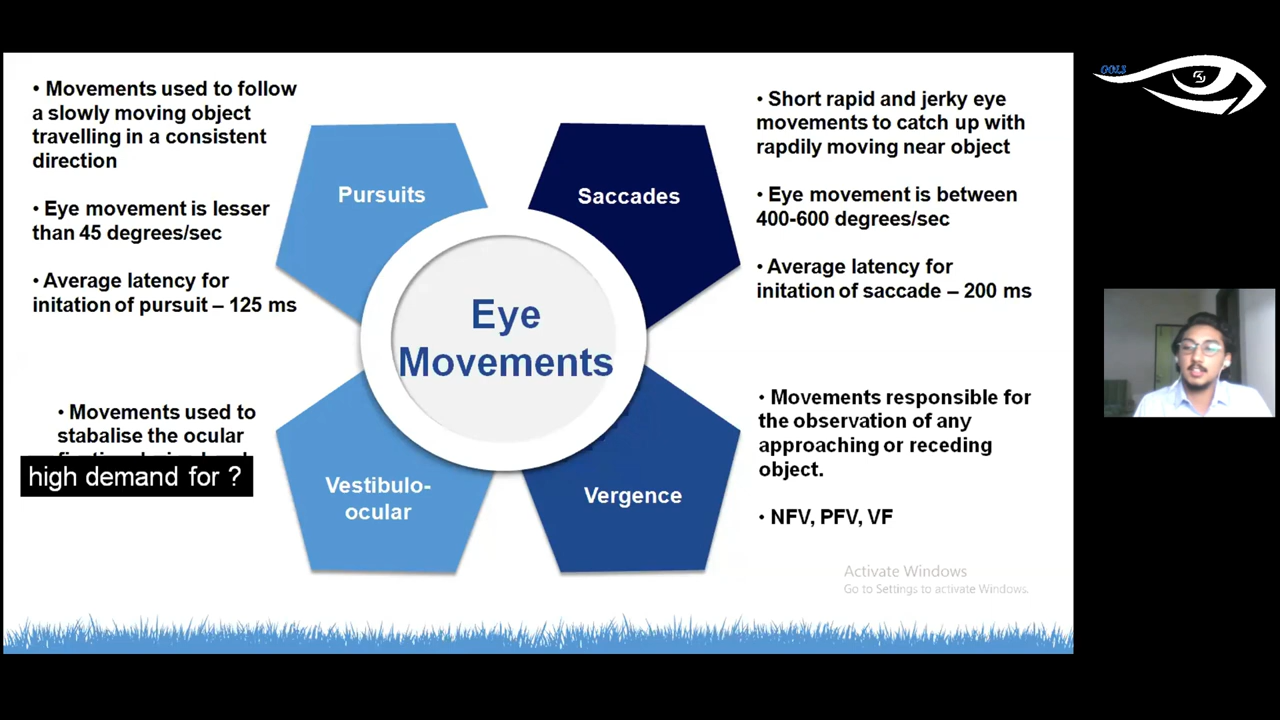 • Movements used to follow
a slowly moving object
travelling in a consistent
direction
• Eye movement is lesser
than 45 degrees/sec
• Average latency for
initation of pursuit – 125 ms
Pursuits
Saccades
• Short rapid and jerky eye
movements to catch up with
rapdily moving near object
• Eye movement is between
400-600 degrees/sec
• Average latency for
initation of saccade – 200 ms
Eye
Movements
• Movements used to
stabalise the ocular
high demand for ?
Vestibulo-
ocular
Vergence
• Movements responsible for
the observation of any
approaching or receding
object.
• NFV, PFV, VF
Activate Windows
Go to Settings to activate Windows.
GOLS